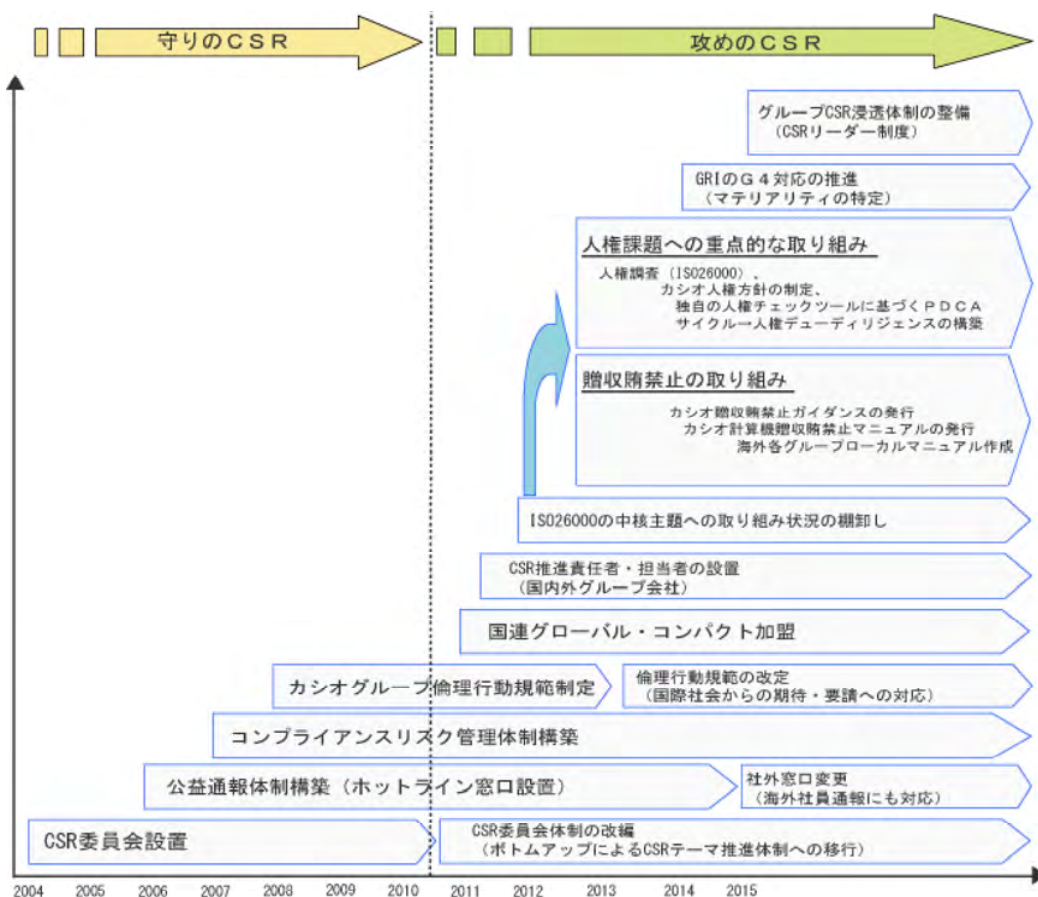 守りのCSR
攻めのCSR
グループCSR浸透体制の整備
(CSRリーダー制度)
GRIのG4対応の推進
(マテリアリティの特定)
人権課題への重点的な取り組み
人権調査(ISO26000)、
カシオ人権方針の制定、
独自の人権チェックツールに基づくPDCA
サイクル→人権デューディリジェンスの構築
贈収賄禁止の取り組み
カシオ贈収賄禁止ガイダンスの発行
カシオ計算機贈収賄禁止マニュアルの発行
海外各グループローカルマニュアル作成
ISO26000の中核主題への取り組み状況の棚卸し
CSR推進責任者・担当者の設置
(国内外グループ会社)
国連グローバル・コンパクト加盟
カシオグループ倫理行動規範制定
倫理行動規範の改定
(国際社会からの期待・要請への対応)
コンプライアンスリスク管理体制構築
公益通報体制構築(ホットライン窓口設置)
社外窓口変更
(海外社員通報にも対応)
CSR委員会設置
CSR委員会体制の改編
(ボトムアップによるCSRテーマ推進体制への移行)
2004 2005 2006 2007 2008 2009 2010 2011 2012 2013 2014 2015